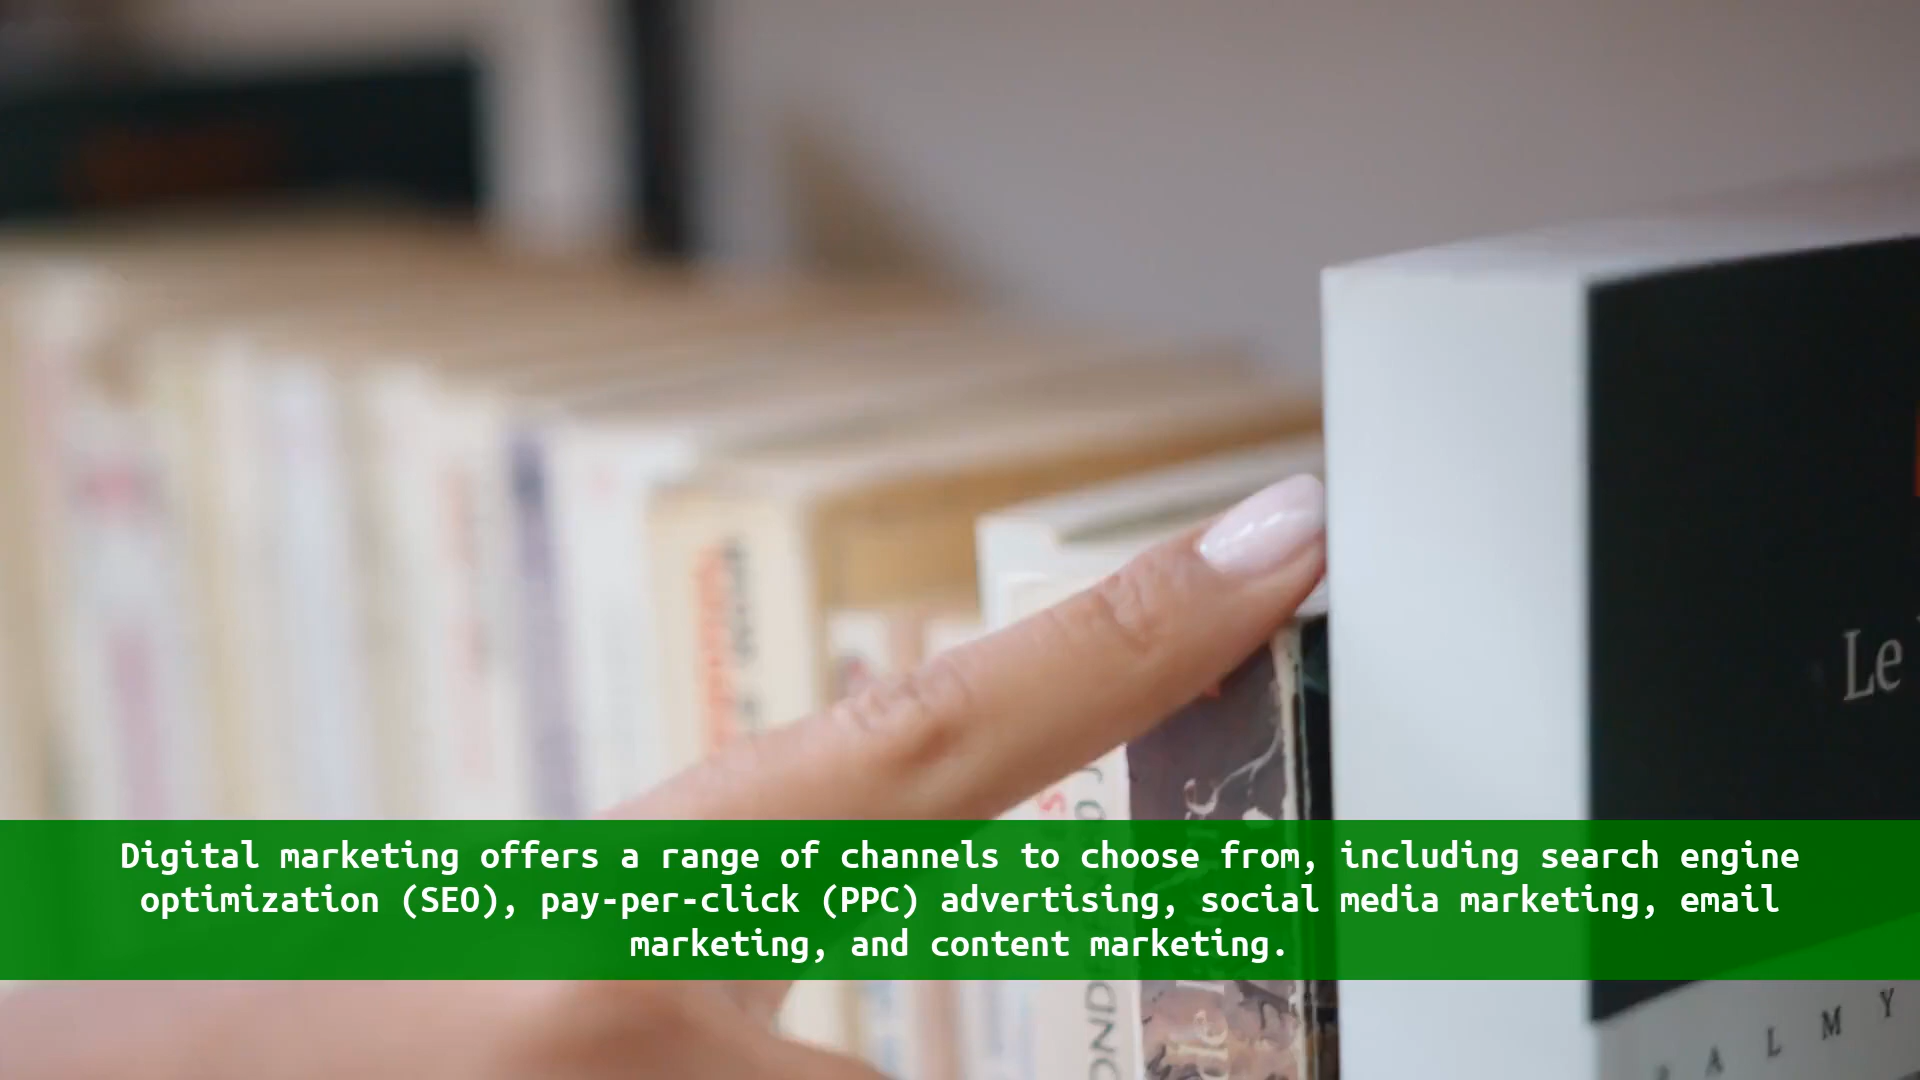 Le
Digital marketing offers a range of channels to choose from, including search engine
optimization (SEO), pay-per-click (PPC) advertising, social media marketing, email
marketing, and content marketing.
de
A L M Y